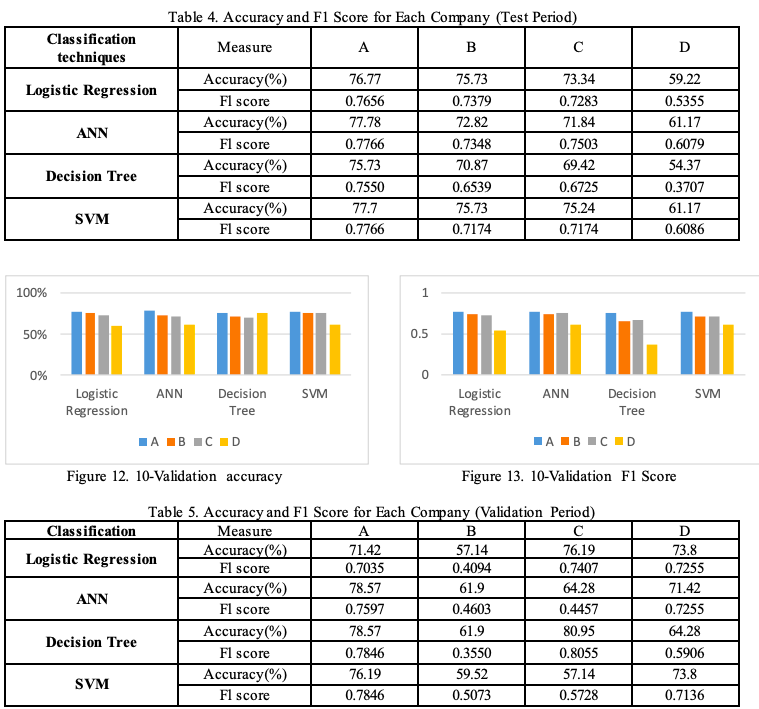 Table 4. Accuracy and F1 Score for Each Company (Test Period)
Classification techniques Measure A B C D
Logistic Regression Accuracy(%) 76.77 75.73 73.34 59.22
Fl score 0.7656 0.7379 0.7283 0.5355
ANN Accuracy(%) 77.78 72.82 71.84 61.17
Fl score 0.7766 0.7348 0.7503 0.6079
Decision Tree Accuracy(%) 75.73 70.87 69.42 54.37
Fl score 0.7550 0.6539 0.6725 0.3707
SVM Accuracy(%) 77.7 75.73 75.24 61.17
Fl score 0.7766 0.7174 0.7174 0.6086
100%
50%
0%
Logistic Regression ANN Decision Tree SVM
A B C D
Figure 12. 10-Validation accuracy
1
0.5
0
Logistic Regression ANN Decision Tree SVM
A B C D
Figure 13. 10-Validation F1 Score
Table 5. Accuracy and F1 Score for Each Company (Validation Period)
Classification Measure A B C D
Logistic Regression Accuracy(%) 71.42 57.14 76.19 73.8
Fl score 0.7035 0.4094 0.7407 0.7255
ANN Accuracy(%) 78.57 61.9 64.28 71.42
Fl score 0.7597 0.4603 0.4457 0.7255
Decision Tree Accuracy(%) 78.57 61.9 80.95 64.28
Fl score 0.7846 0.3550 0.8055 0.5906
SVM Accuracy(%) 76.19 59.52 57.14 73.8
Fl score 0.7846 0.5073 0.5728 0.7136